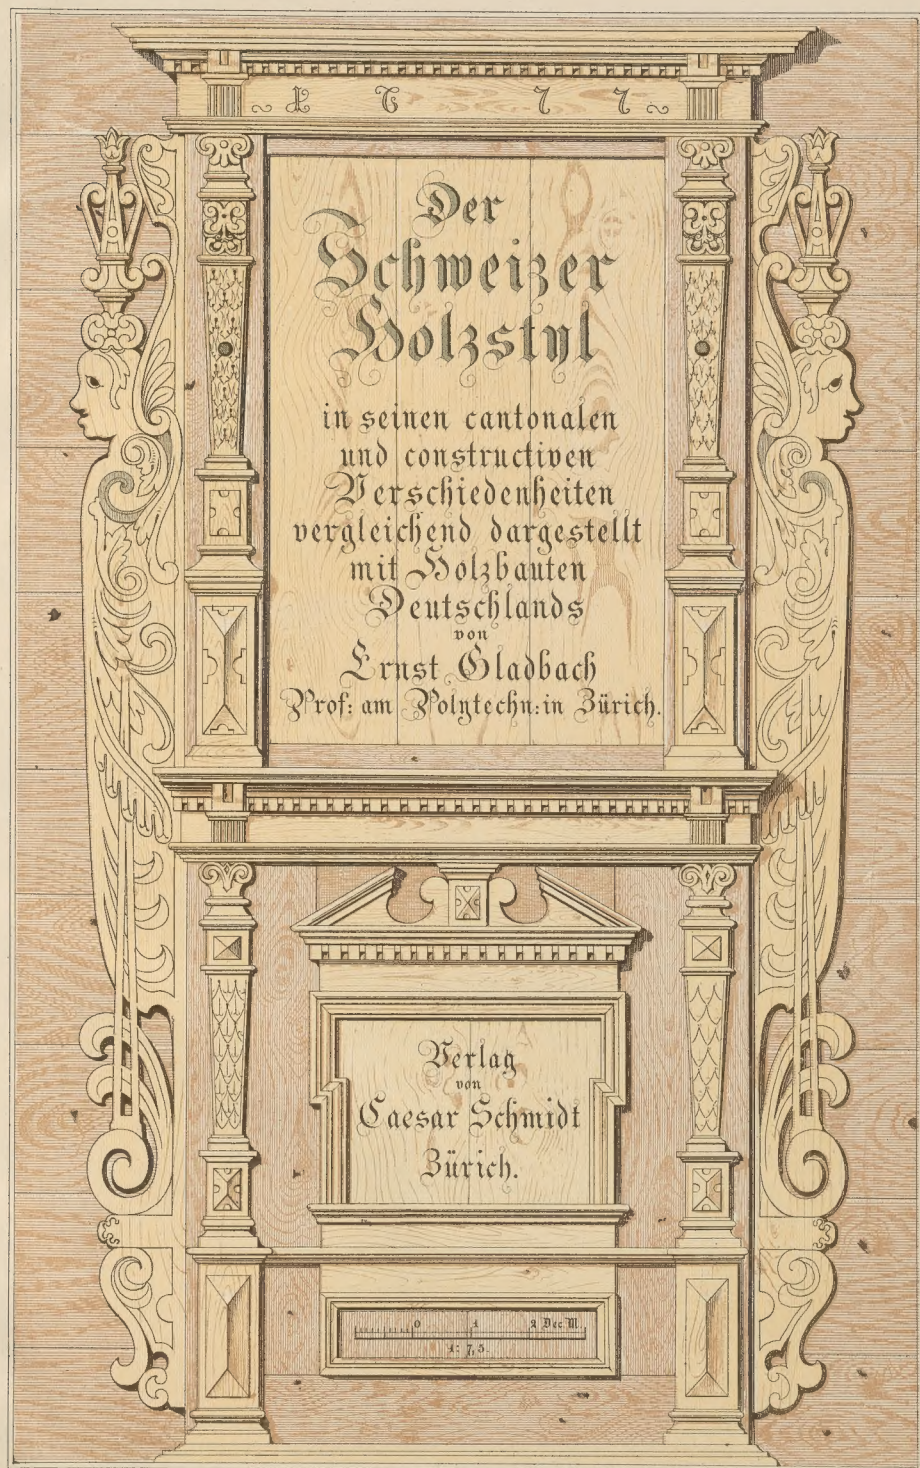 1 6 7 7
Der
Schweizer
Holzstyl
in seinen cantonalen
und constructiven
Verschiedenheiten
vergleichend dargestellt
mit Holzbauten
Deutschlands
von
Ernst Gladbach
Prof: am Polytechn: in Zürich.
Verlag
von
Caesar Schmidt
Zürich.
0 1 2 Dec. M.
1: 7,5.